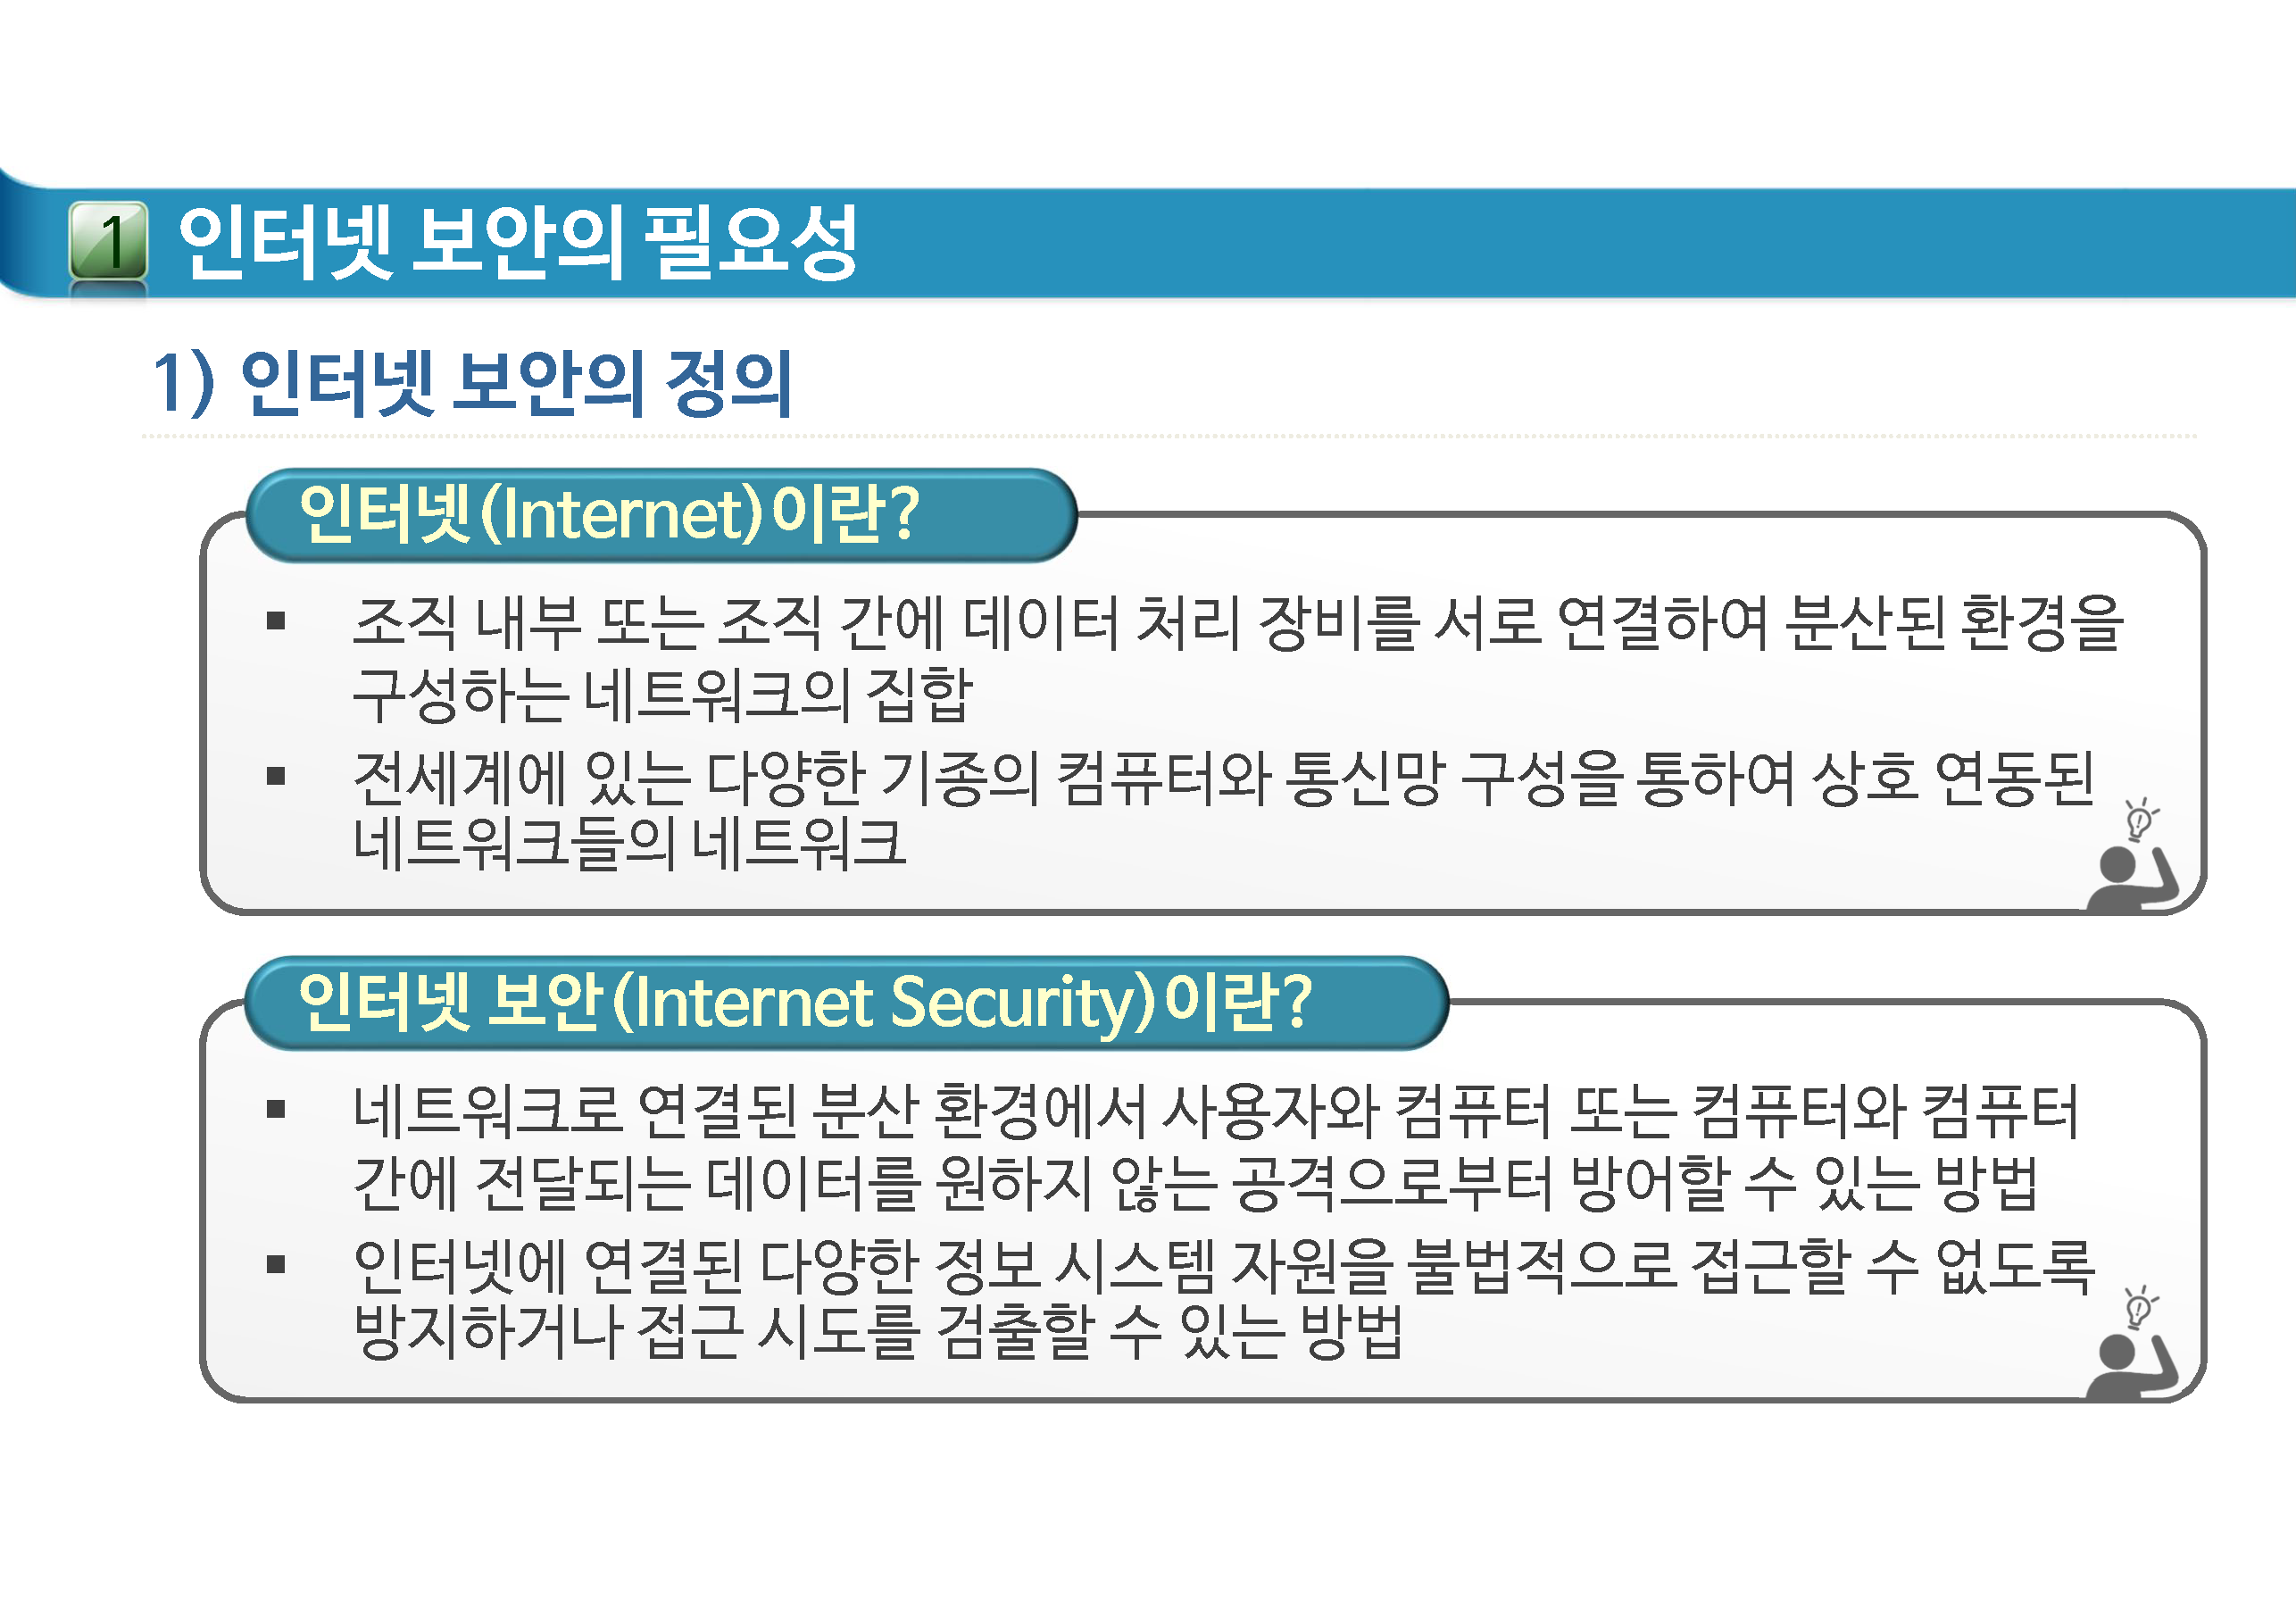 1 인터넷 보안의 필요성
1) 인터넷 보안의 정의
인터넷(Internet)이란?
▪ 조직 내부 또는 조직 간에 데이터 처리 장비를 서로 연결하여 분산된 환경을
구성하는 네트워크의 집합
▪ 전세계에 있는 다양한 기종의 컴퓨터와 통신망 구성을 통하여 상호 연동된
네트워크들의 네트워크
인터넷 보안(Internet Security)이란?
▪ 네트워크로 연결된 분산 환경에서 사용자와 컴퓨터 또는 컴퓨터와 컴퓨터
간에 전달되는 데이터를 원하지 않는 공격으로부터 방어할 수 있는 방법
▪ 인터넷에 연결된 다양한 정보 시스템 자원을 불법적으로 접근할 수 없도록
방지하거나 접근 시도를 검출할 수 있는 방법